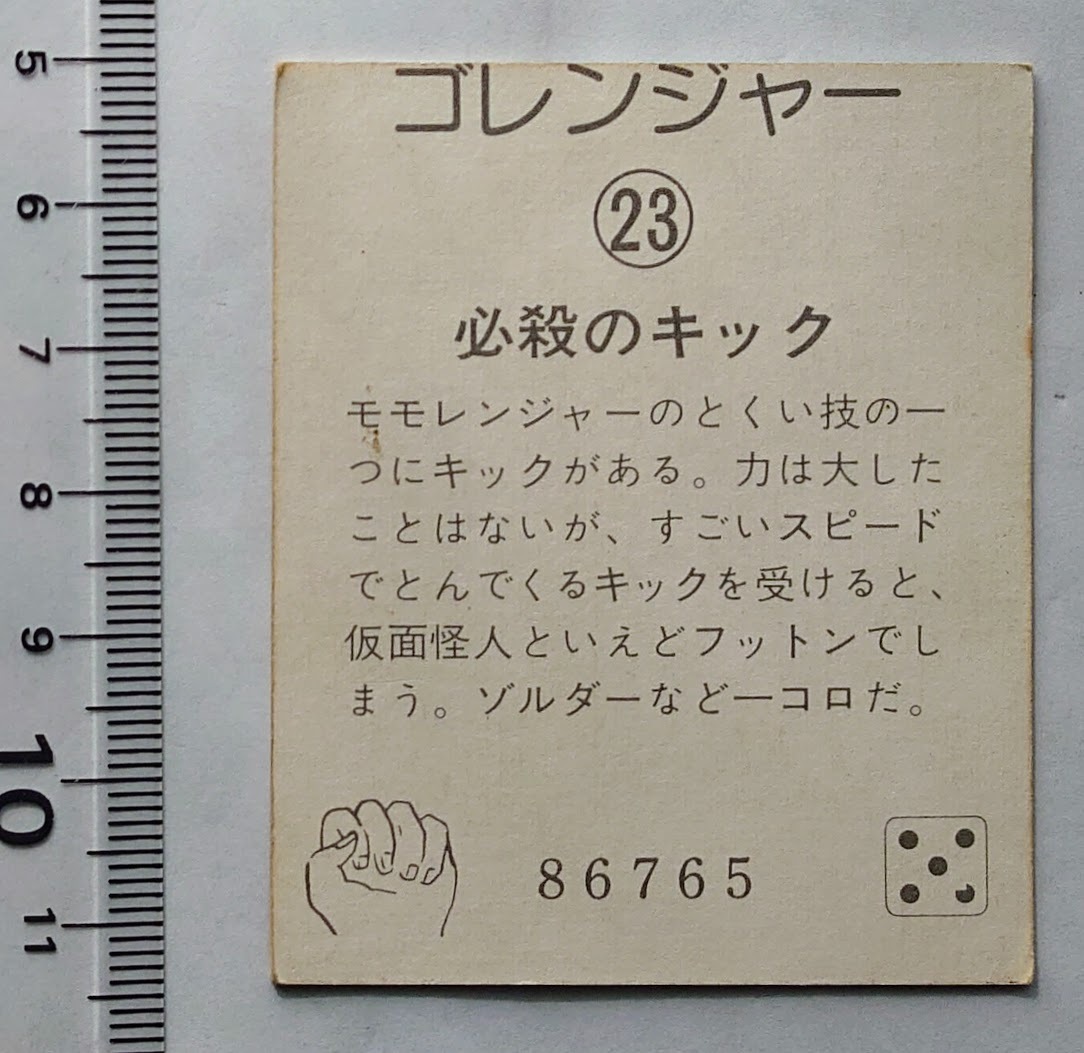 ゴレンジャー
23
必殺のキック
モモレンジャーのとくい技の一
つにキックがある。力は大した
ことはないが、すごいスピード
でとんでくるキックを受けると、
仮面怪人といえどフットンでし
まう。ゾルダーなど一コロだ。
86765
5
6
7
8
9
10
11